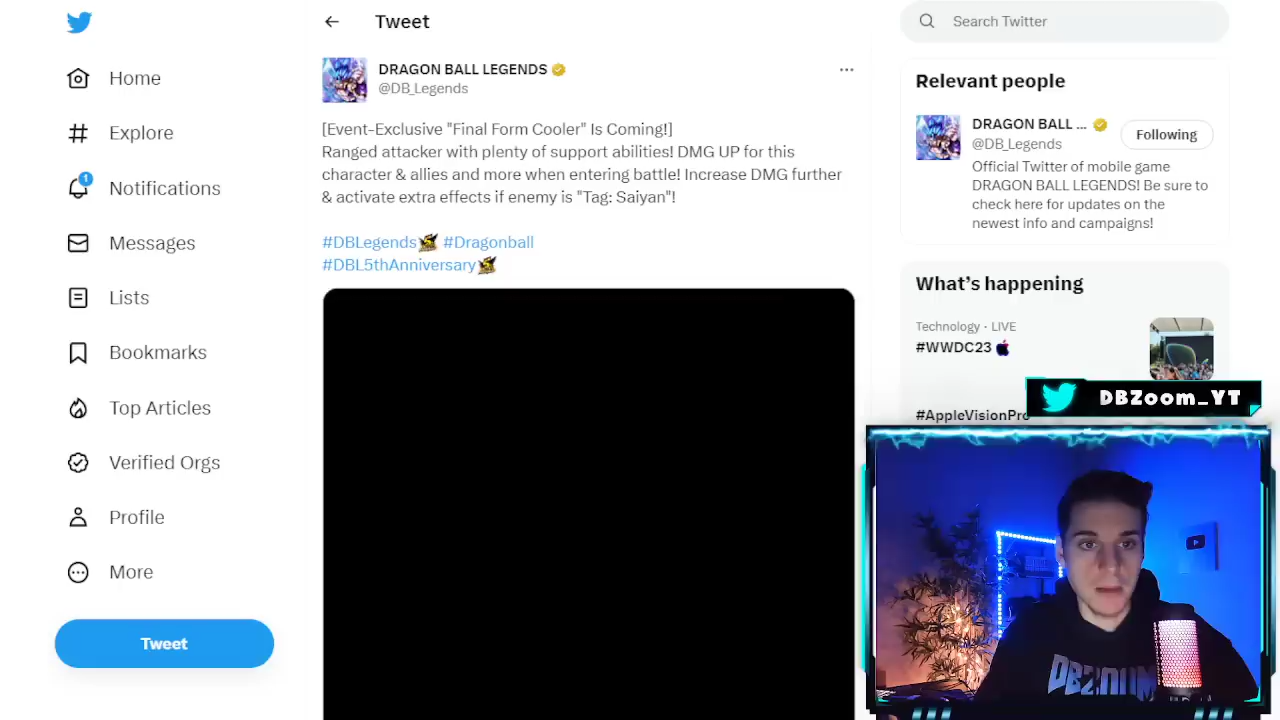 Tweet
Search Twitter
Home
Explore
1
Notifications
Messages
Lists
Bookmarks
Top Articles
Verified Orgs
Profile
More
Tweet
DRAGON BALL LEGENDS
@DB_Legends
[Event-Exclusive "Final Form Cooler" Is Coming!]
Ranged attacker with plenty of support abilities! DMG UP for this
character & allies and more when entering battle! Increase DMG further
& activate extra effects if enemy is "Tag: Saiyan"!
#DBLegends #Dragonball
#DBL5thAnniversary
Relevant people
DRAGON BALL ...
Following
@DB_Legends
Official Twitter of mobile game
DRAGON BALL LEGENDS! Be sure to
check here for updates on the
newest info and campaigns!
What's happening
Technology · LIVE
#WWDC23
#AppleVisionPro
DBZoom_YT
DBZOOM